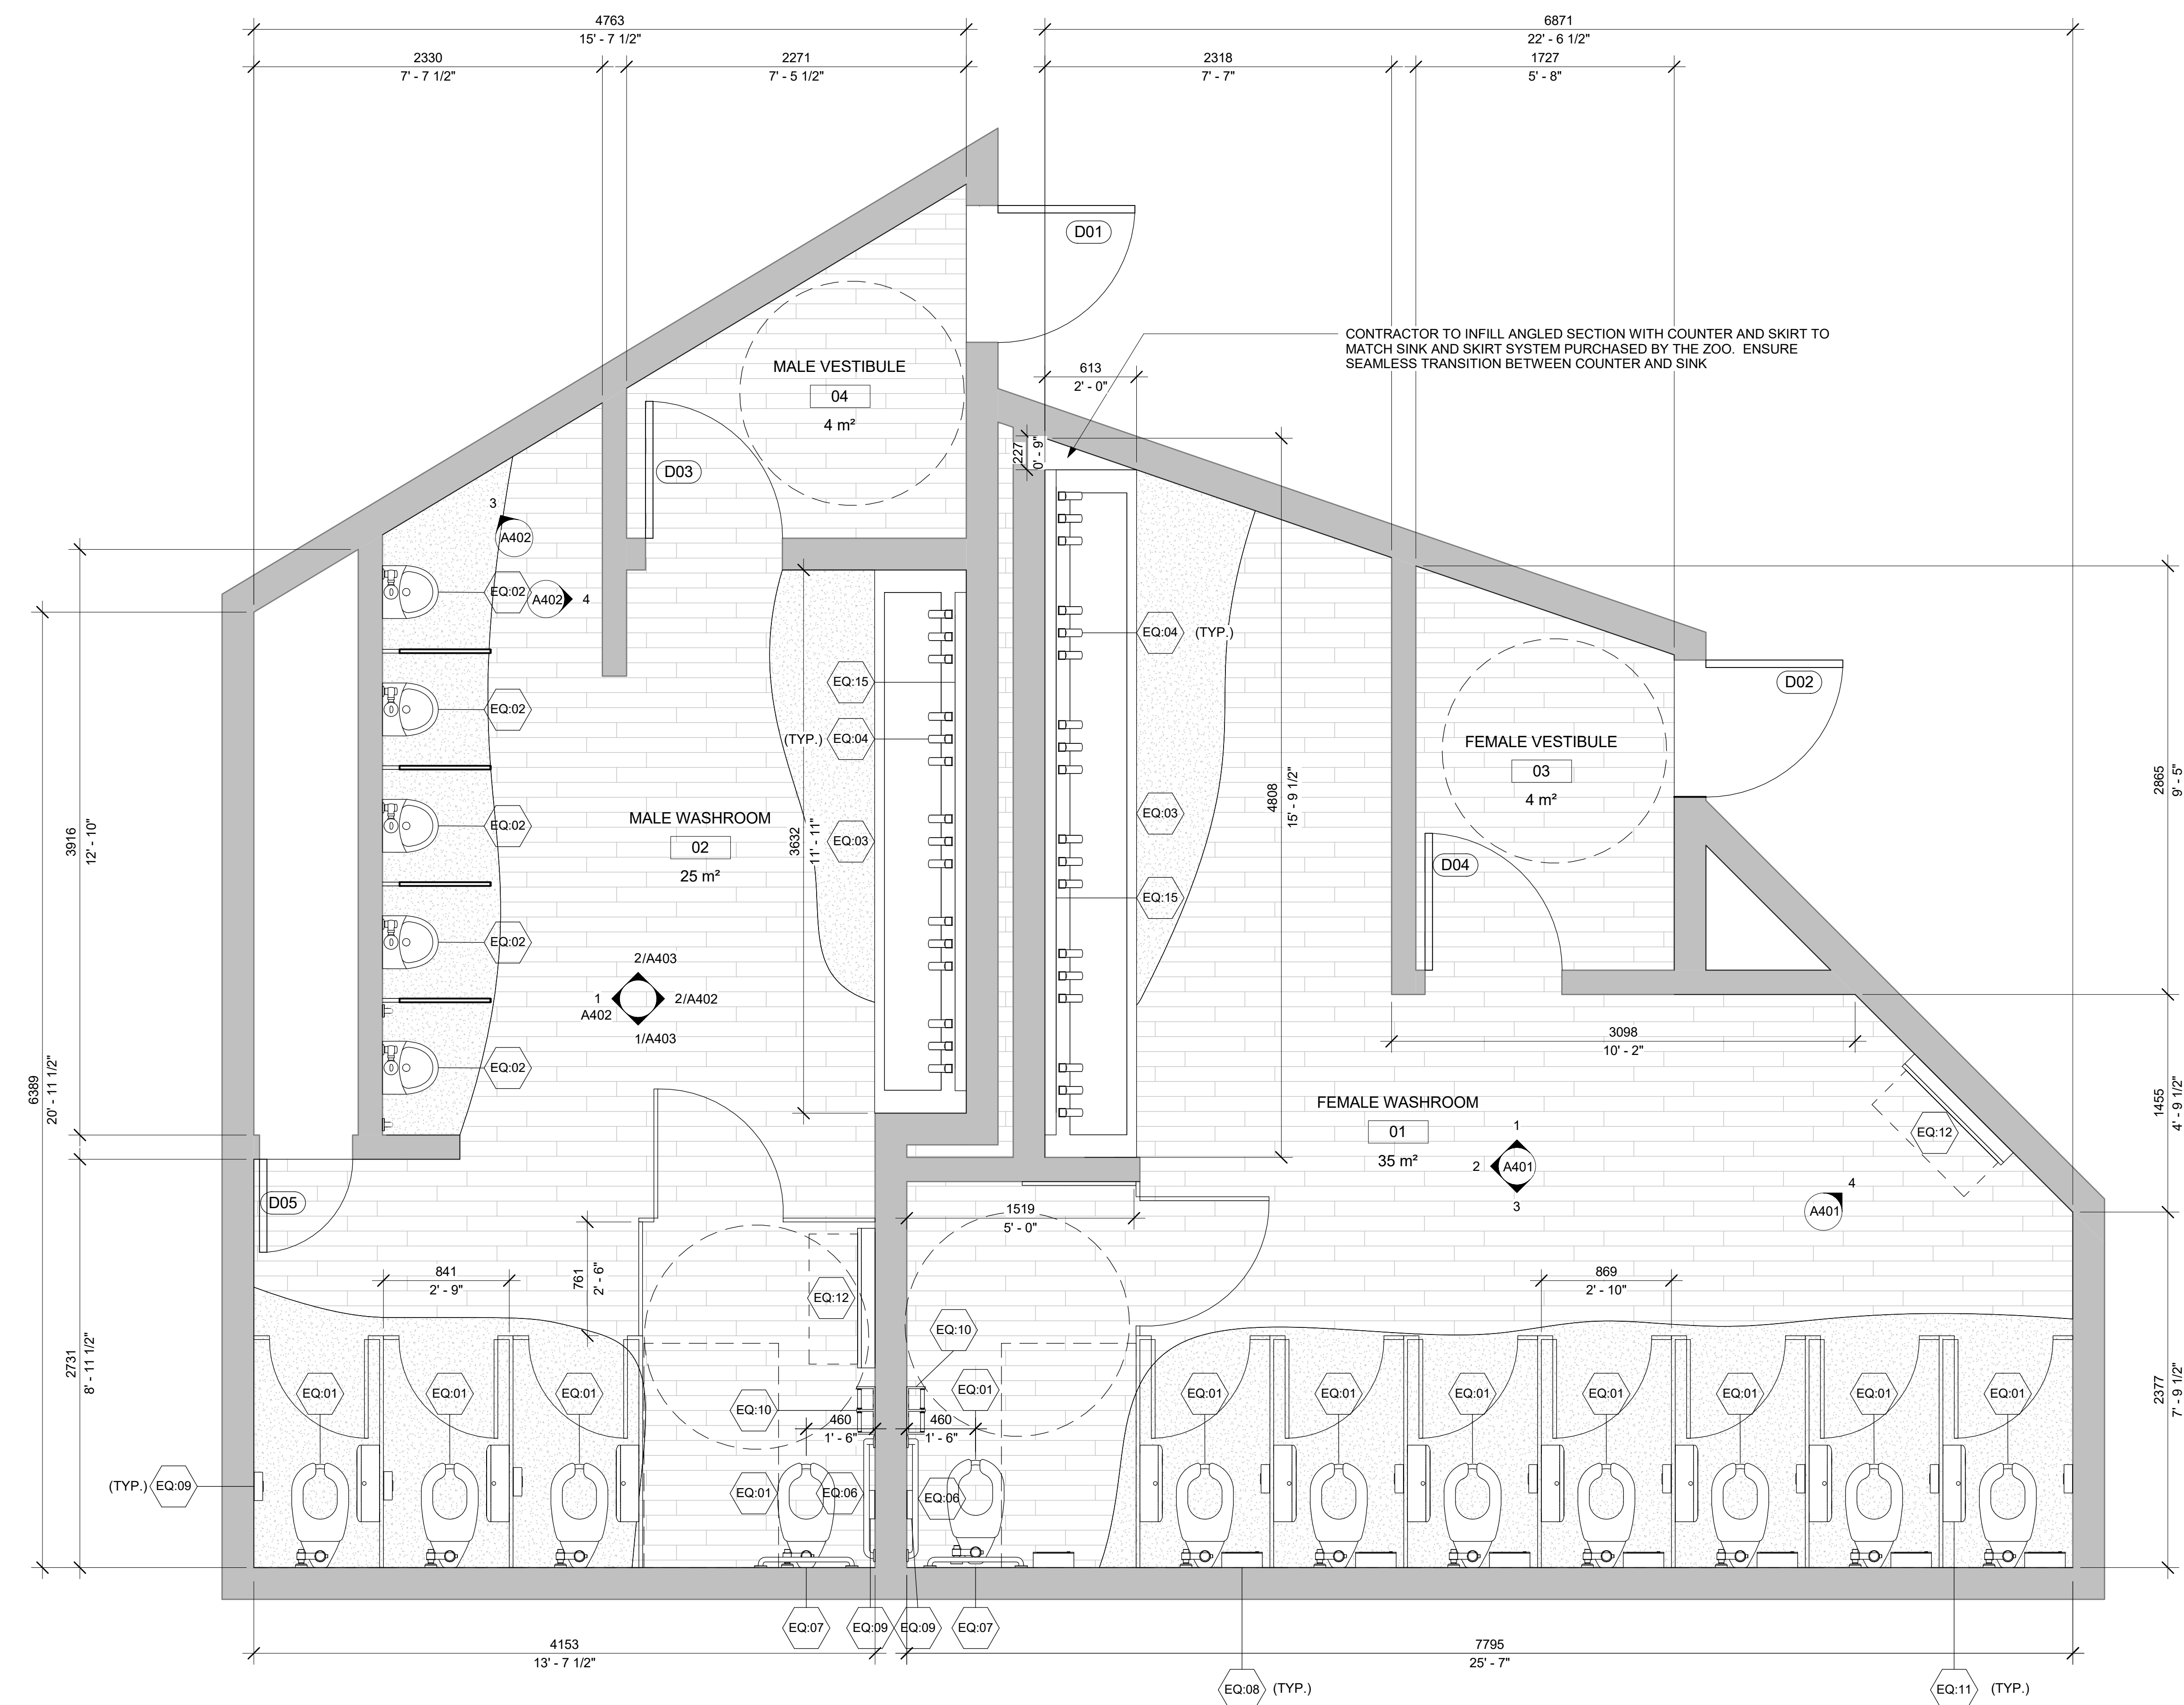 4763
15' - 7 1/2"
6871
22' - 6 1/2"
2330
7' - 7 1/2"
2271
7' - 5 1/2"
2318
7' - 7"
1727
5' - 8"
D01
CONTRACTOR TO INFILL ANGLED SECTION WITH COUNTER AND SKIRT TO
MATCH SINK AND SKIRT SYSTEM PURCHASED BY THE ZOO.  ENSURE
SEAMLESS TRANSITION BETWEEN COUNTER AND SINK
MALE VESTIBULE
04
4 m²
613
2' - 0"
227
0' - 9"
D03
3
A402
EQ:02
A402
4
EQ:04
(TYP.)
EQ:15
D02
EQ:02
(TYP.)
EQ:04
FEMALE VESTIBULE
03
4 m²
2865
9' - 5"
4808
15' - 9 1/2"
MALE WASHROOM
02
25 m²
EQ:02
3632
11' - 11"
EQ:03
EQ:03
3916
12' - 10"
D04
EQ:15
EQ:02
2/A403
1
A402
2/A402
1/A403
EQ:02
3098
10' - 2"
6389
20' - 11 1/2"
FEMALE WASHROOM
01
35 m²
1
2
A401
3
EQ:12
1455
4' - 9 1/2"
4
A401
D05
1519
5' - 0"
841
2' - 9"
761
2' - 6"
EQ:12
869
2' - 10"
EQ:10
2731
8' - 11 1/2"
EQ:01
EQ:01
EQ:01
EQ:10
EQ:01
EQ:01
EQ:01
EQ:01
EQ:01
EQ:01
EQ:01
EQ:01
2377
7' - 9 1/2"
460
1' - 6"
460
1' - 6"
(TYP.)
EQ:09
EQ:01
EQ:06
EQ:06
EQ:07
EQ:09
EQ:09
EQ:07
4153
13' - 7 1/2"
7795
25' - 7"
EQ:08
(TYP.)
EQ:11
(TYP.)